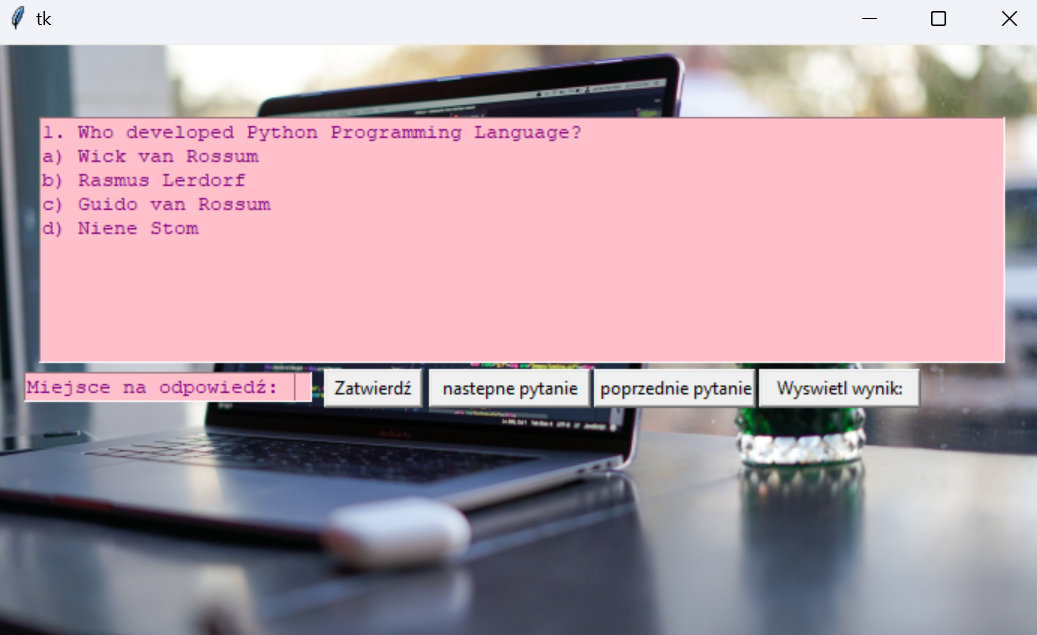 tk
1. Who developed Python Programming Language?
a) Wick van Rossum
b) Rasmus Lerdorf
c) Guido van Rossum
d) Niene Stom
Miejsce na odpowiedź:
Zatwierdź
nastepne pytanie
poprzednie pytanie
Wyswietl wynik: